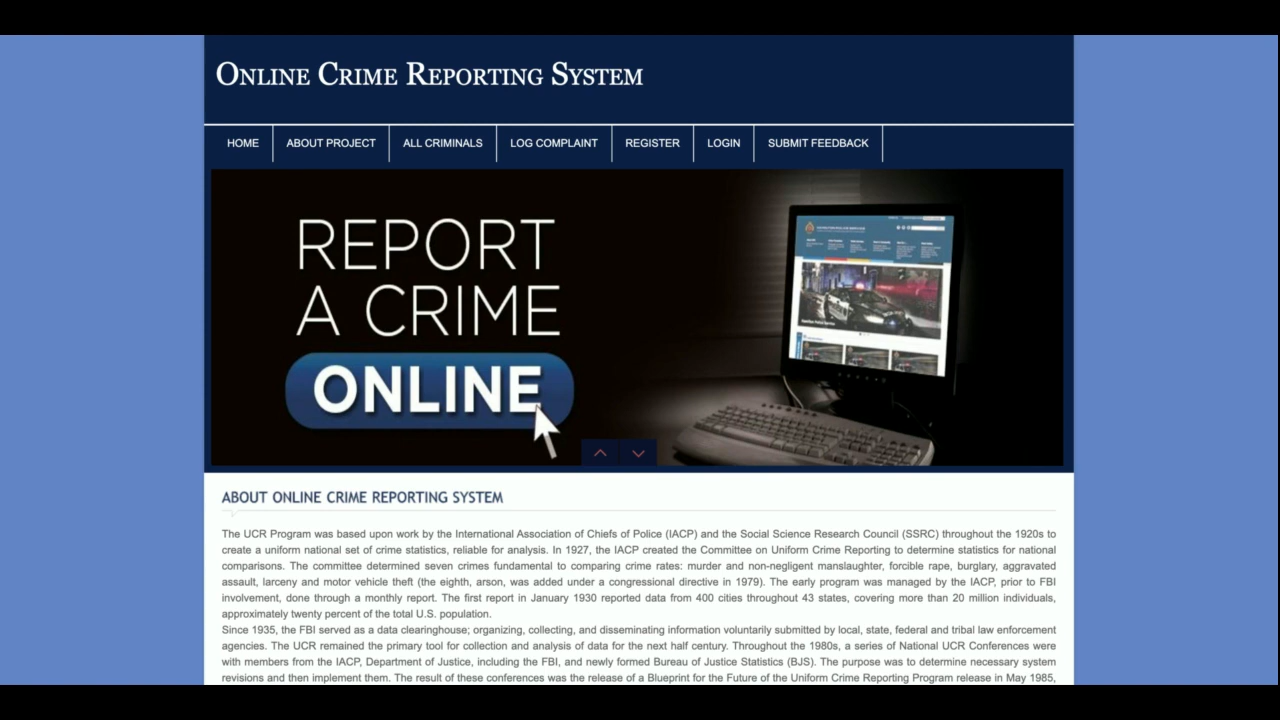 Online Crime Reporting System
HOME ABOUT PROJECT ALL CRIMINALS LOG COMPLAINT REGISTER LOGIN SUBMIT FEEDBACK
REPORT
A CRIME
ONLINE
ABOUT ONLINE CRIME REPORTING SYSTEM
The UCR Program was based upon work by the International Association of Chiefs of Police (IACP) and the Social Science Research Council (SSRC) throughout the 1920s to
create a uniform national set of crime statistics, reliable for analysis. In 1927, the IACP created the Committee on Uniform Crime Reporting to determine statistics for national
comparisons. The committee determined seven crimes fundamental to comparing crime rates: murder and non-negligent manslaughter, forcible rape, burglary, aggravated
assault, larceny and motor vehicle theft (the eighth, arson, was added under a congressional directive in 1979). The early program was managed by the IACP, prior to FBI
involvement, done through a monthly report. The first report in January 1930 reported data from 400 cities throughout 43 states, covering more than 20 million individuals,
approximately twenty percent of the total U.S. population.
Since 1935, the FBI served as a data clearinghouse; organizing, collecting, and disseminating information voluntarily submitted by local, state, federal and tribal law enforcement
agencies. The UCR remained the primary tool for collection and analysis of data for the next half century. Throughout the 1980s, a series of National UCR Conferences were
with members from the IACP, Department of Justice, including the FBI, and newly formed Bureau of Justice Statistics (BJS). The purpose was to determine necessary system
revisions and then implement them. The result of these conferences was the release of a Blueprint for the Future of the Uniform Crime Reporting Program release in May 1985,